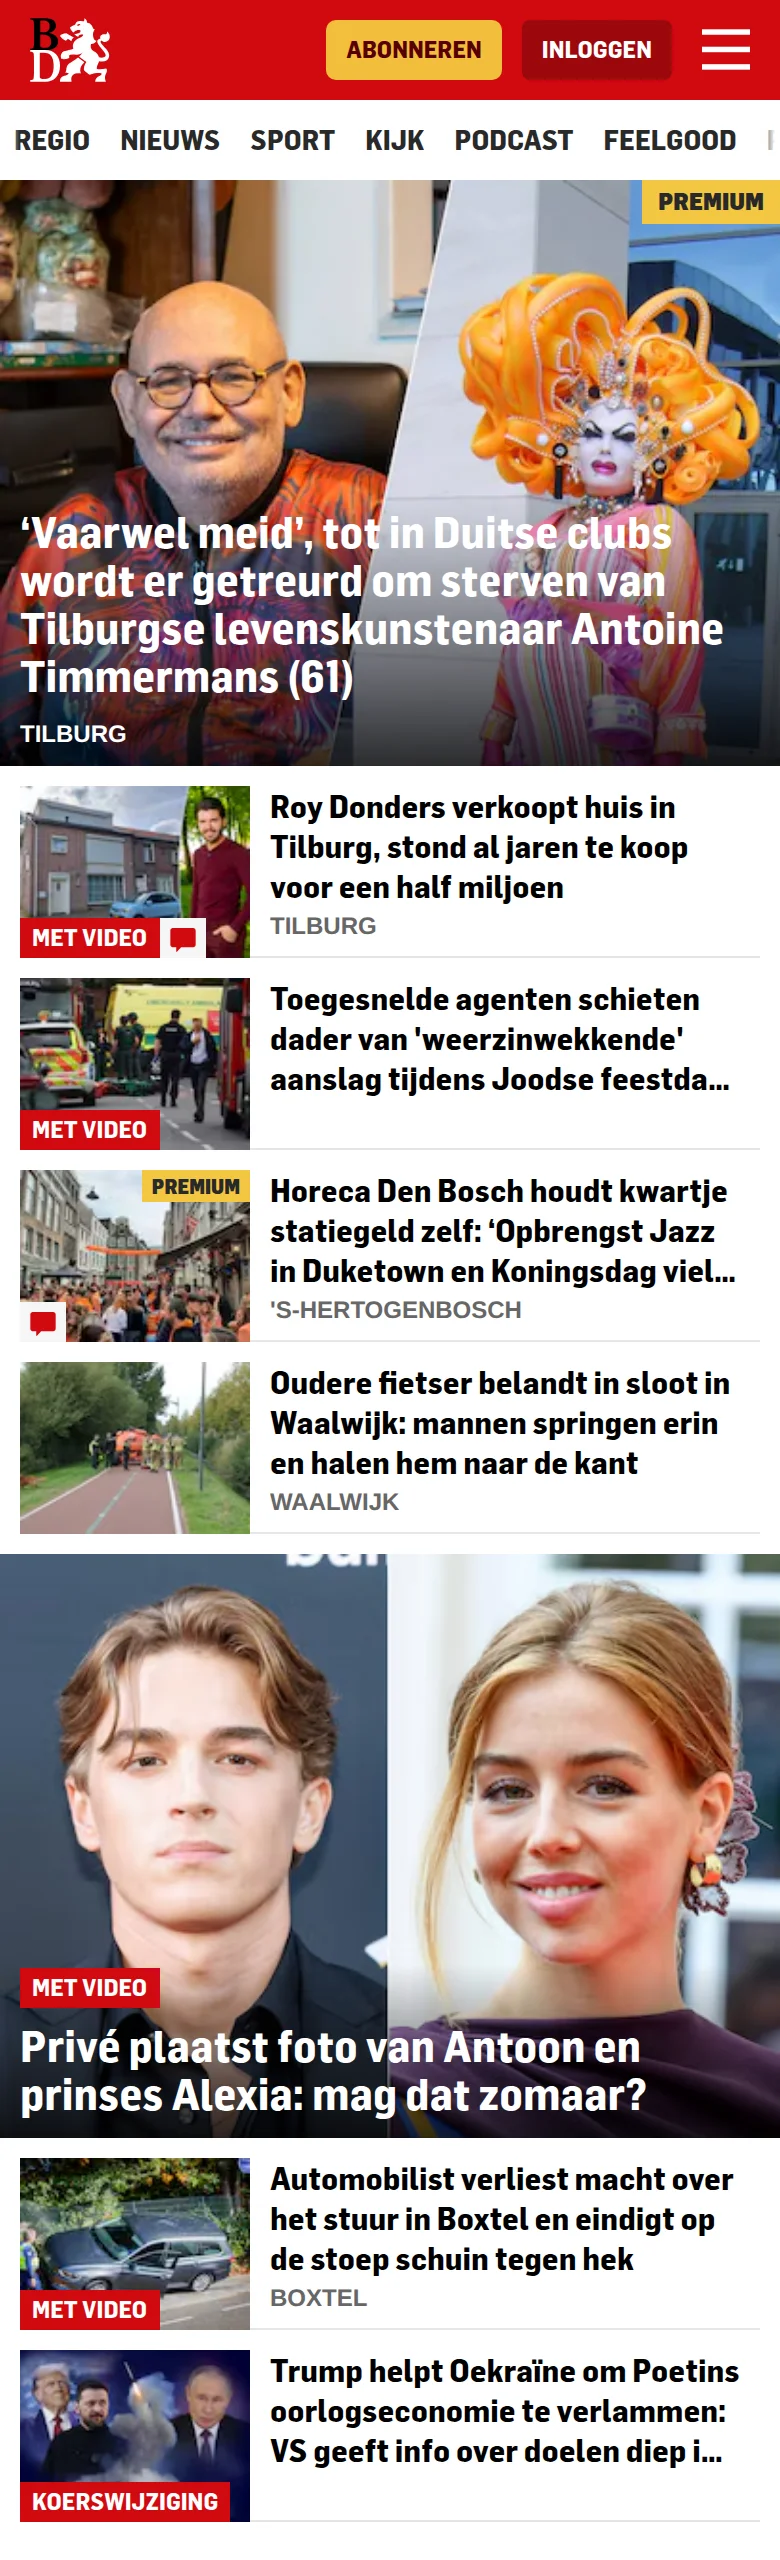 BD
ABONNEREN
INLOGGEN
REGIO NIEUWS SPORT KIJK PODCAST FEELGOOD
PREMIUM
‘Vaarwel meid’, tot in Duitse clubs
wordt er getreurd om sterven van
Tilburgse levenskunstenaar Antoine
Timmermans (61)
TILBURG
Roy Donders verkoopt huis in
Tilburg, stond al jaren te koop
voor een half miljoen
TILBURG
MET VIDEO
Toegesnelde agenten schieten
dader van 'weerzinwekkende'
aanslag tijdens Joodse feestda...
MET VIDEO
PREMIUM
Horeca Den Bosch houdt kwartje
statiegeld zelf: ‘Opbrengst Jazz
in Duketown en Koningsdag viel...
'S-HERTOGENBOSCH
Oudere fietser belandt in sloot in
Waalwijk: mannen springen erin
en halen hem naar de kant
WAALWIJK
MET VIDEO
Privé plaatst foto van Antoon en
prinses Alexia: mag dat zomaar?
Automobilist verliest macht over
het stuur in Boxtel en eindigt op
de stoep schuin tegen hek
BOXTEL
MET VIDEO
Trump helpt Oekraïne om Poetins
oorlogseconomie te verlammen:
VS geeft info over doelen diep i...
KOERSWIJZIGING